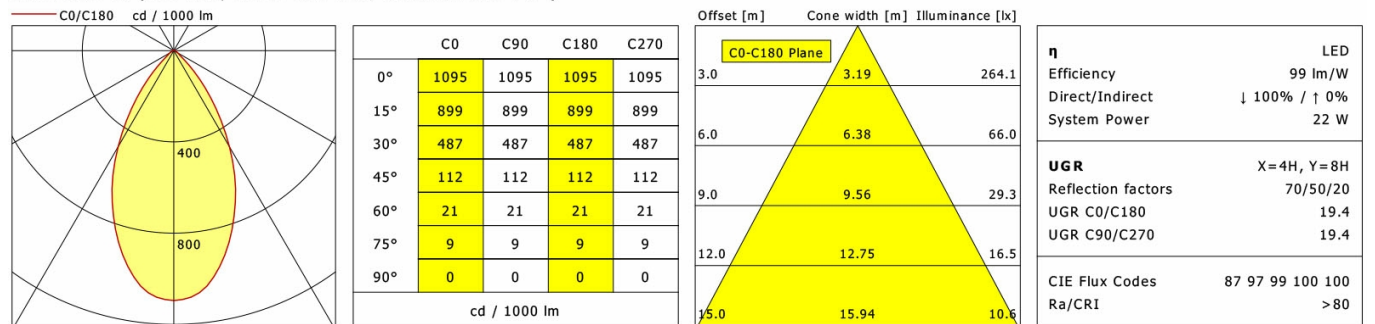 C0/C180 cd / 1000 lm
400
800
C0 C90 C180 C270
0° 1095 1095 1095 1095
15° 899 899 899 899
30° 487 487 487 487
45° 112 112 112 112
60° 21 21 21 21
75° 9 9 9 9
90° 0 0 0 0
cd / 1000 lm
Offset [m] Cone width [m] Illuminance [lx]
C0-C180 Plane
3.0 3.19 264.1
6.0 6.38 66.0
9.0 9.56 29.3
12.0 12.75 16.5
15.0 15.94 10.6
η LED
Efficiency 99 lm/W
Direct/Indirect ↓ 100% / ↑ 0%
System Power 22 W
UGR X=4H, Y=8H
Reflection factors 70/50/20
UGR C0/C180 19.4
UGR C90/C270 19.4
CIE Flux Codes 87 97 99 100 100
Ra/CRI >80